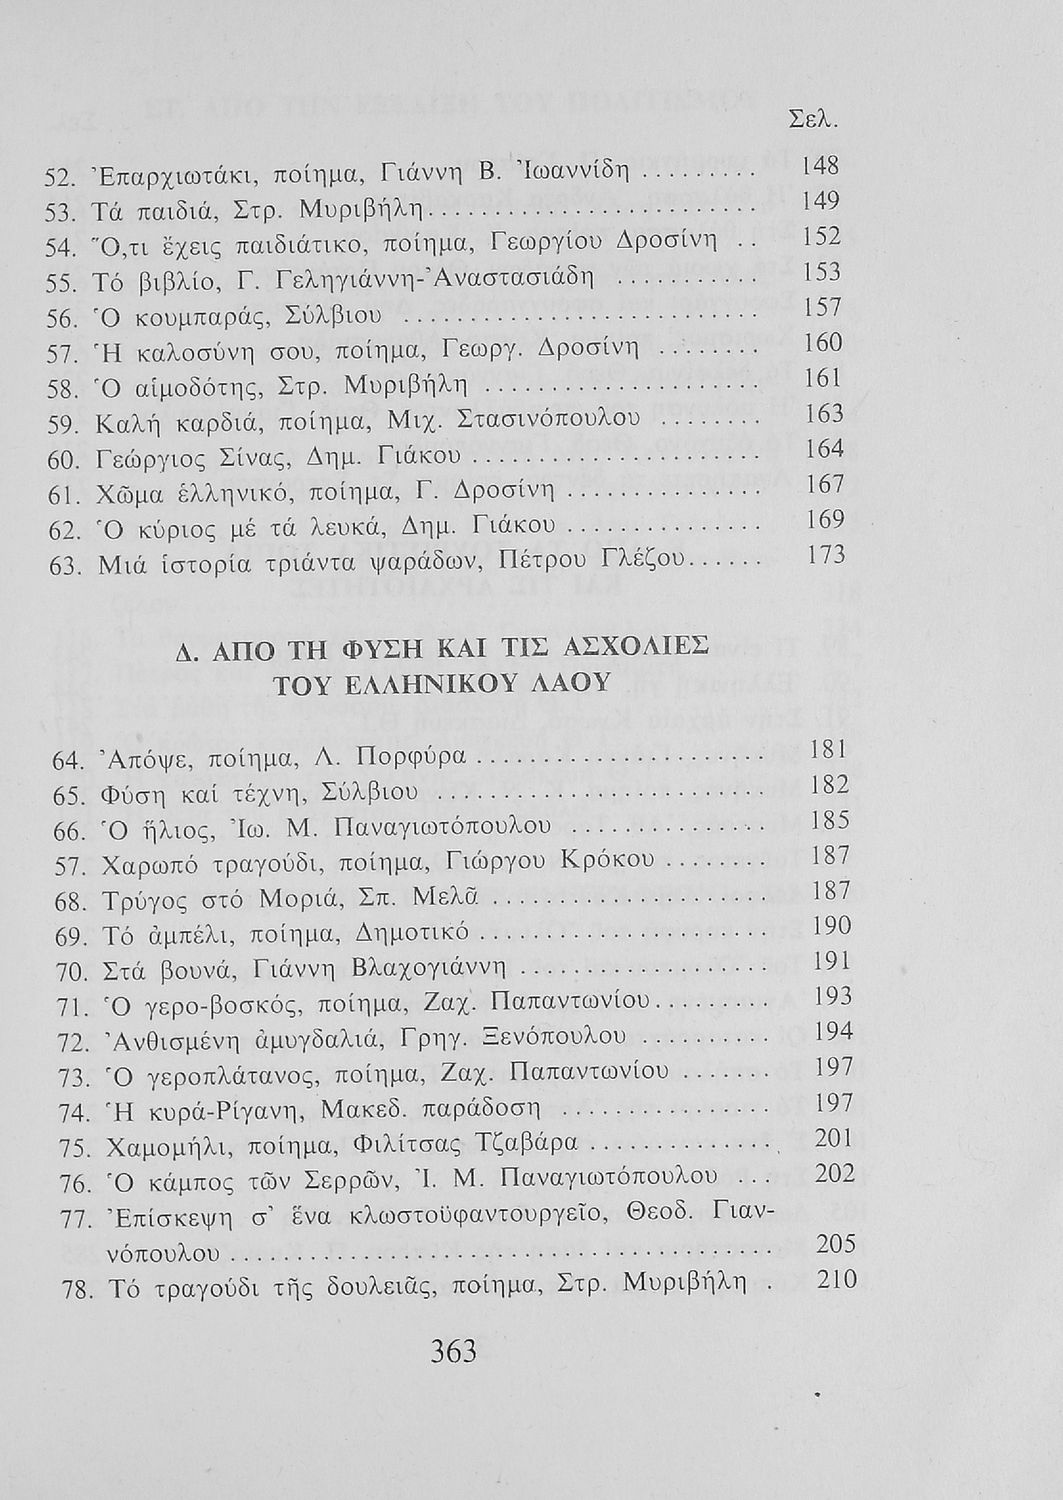 Σελ.
52. Ἐπαρχιωτάκι, ποίημα, Γιάννη Β. Ἰωαννίδη ......... 148
53. Τά παιδιά, Στρ. Μυριβήλη......................... 149
54. Ὅ,τι ἔχεις παιδιάτικο, ποίημα, Γεωργίου Δροσίνη .. 152
55. Τό βιβλίο, Γ. Γεληγιάννη-Ἀναστασιάδη ........... 153
56. Ὁ κουμπαράς, Σύλβιου ........................... 157
57. Ἡ καλοσύνη σου, ποίημα, Γεωργ. Δροσίνη ........ 160
58. Ὁ αἱμοδότης, Στρ. Μυριβήλη ..................... 161
59. Καλή καρδιά, ποίημα, Μιχ. Στασινόπουλου ........ 163
60. Γεώργιος Σίνας, Δημ. Γιάκου ...................... 164
61. Χῶμα ἑλληνικό, ποίημα, Γ. Δροσίνη ............... 167
62. Ὁ κύριος μέ τά λευκά, Δημ. Γιάκου ............... 169
63. Μιά ἱστορία τριάντα ψαράδων, Πέτρου Γλέζου...... 173
Δ. ΑΠΟ ΤΗ ΦΥΣΗ ΚΑΙ ΤΙΣ ΑΣΧΟΛΙΕΣ
ΤΟΥ ΕΛΛΗΝΙΚΟΥ ΛΑΟΥ
64. Ἀπόψε, ποίημα, Λ. Πορφύρα ...................... 181
65. Φύση καί τέχνη, Σύλβιου ......................... 182
66. Ὁ ἥλιος, Ἰω. Μ. Παναγιωτόπουλου ............... 185
57. Χαρωπό τραγούδι, ποίημα, Γιώργου Κρόκου ........ 187
68. Τρύγος στό Μοριά, Σπ. Μελᾶ ..................... 187
69. Τό ἀμπέλι, ποίημα, Δημοτικό ...................... 190
70. Στά βουνά, Γιάννη Βλαχογιάννη ................... 191
71. Ὁ γερο-βοσκός, ποίημα, Ζαχ. Παπαντωνίου......... 193
72. Ἀνθισμένη ἀμυγδαλιά, Γρηγ. Ξενόπουλου .......... 194
73. Ὁ γεροπλάτανος, ποίημα, Ζαχ. Παπαντωνίου ....... 197
74. Ἡ κυρά-Ρίγανη, Μακεδ. παράδοση ................ 197
75. Χαμομήλι, ποίημα, Φιλίτσας Τζαβάρα .............. 201
76. Ὁ κάμπος τῶν Σερρῶν, Ἰ. Μ. Παναγιωτόπουλου ... 202
77. Ἐπίσκεψη σ' ἕνα κλωστοϋφαντουργεῖο, Θεοδ. Γιαν-
νόπουλου ......................................... 205
78. Τό τραγούδι τῆς δουλειᾶς, ποίημα, Στρ. Μυριβήλη . 210
363